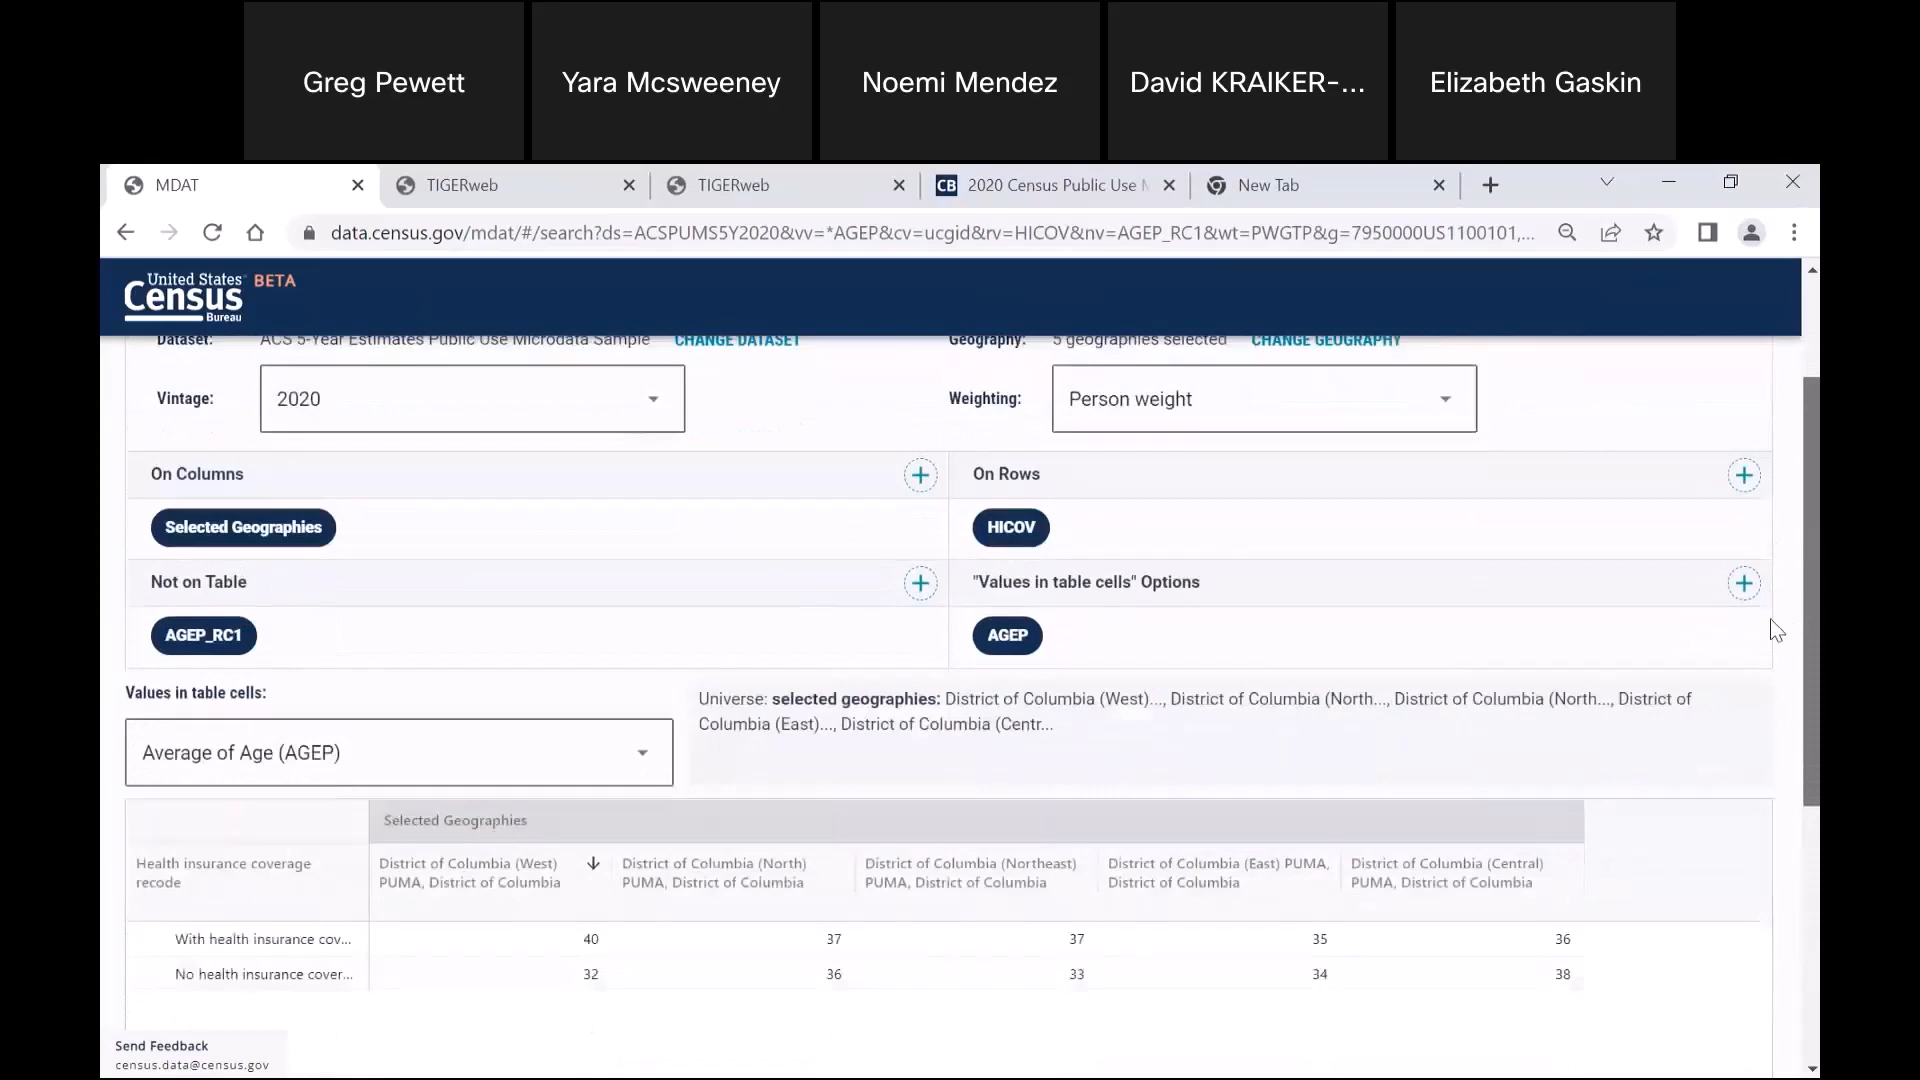 Greg Pewett
Yara Mcsweeney
Noemi Mendez
David KRAIKER-...
Elizabeth Gaskin
MDAT
TIGERweb
TIGERweb
CB 2020 Census Public Use M
New Tab
data.census.gov/mdat/#/search?ds=ACSPUMS5Y2020&vv=*AGEP&cv=ucgid&rv=HICOV&nv=AGEP_RC1&wt=PWGTP&g=7950000US1100101,...
United States
Census
Bureau
BETA
Dataset: ACS 5-Year Estimates Public Use Microdata Sample CHANGE DATASET
Geography: 5 geographies selected CHANGE GEOGRAPHY
Vintage: 2020
Weighting: Person weight
On Columns
On Rows
Selected Geographies
HICOV
Not on Table
"Values in table cells" Options
AGEP_RC1
AGEP
Values in table cells:
Average of Age (AGEP)
Universe: selected geographies: District of Columbia (West)..., District of Columbia (North..., District of Columbia (North..., District of
Columbia (East)..., District of Columbia (Centr...
Selected Geographies
Health insurance coverage
recode
District of Columbia (West)
PUMA, District of Columbia
District of Columbia (North)
PUMA, District of Columbia
District of Columbia (Northeast)
PUMA, District of Columbia
District of Columbia (East) PUMA,
District of Columbia
District of Columbia (Central)
PUMA, District of Columbia
With health insurance cov... 40 37 37 35 36
No health insurance cover... 32 36 33 34 38
Send Feedback
census.data@census.gov